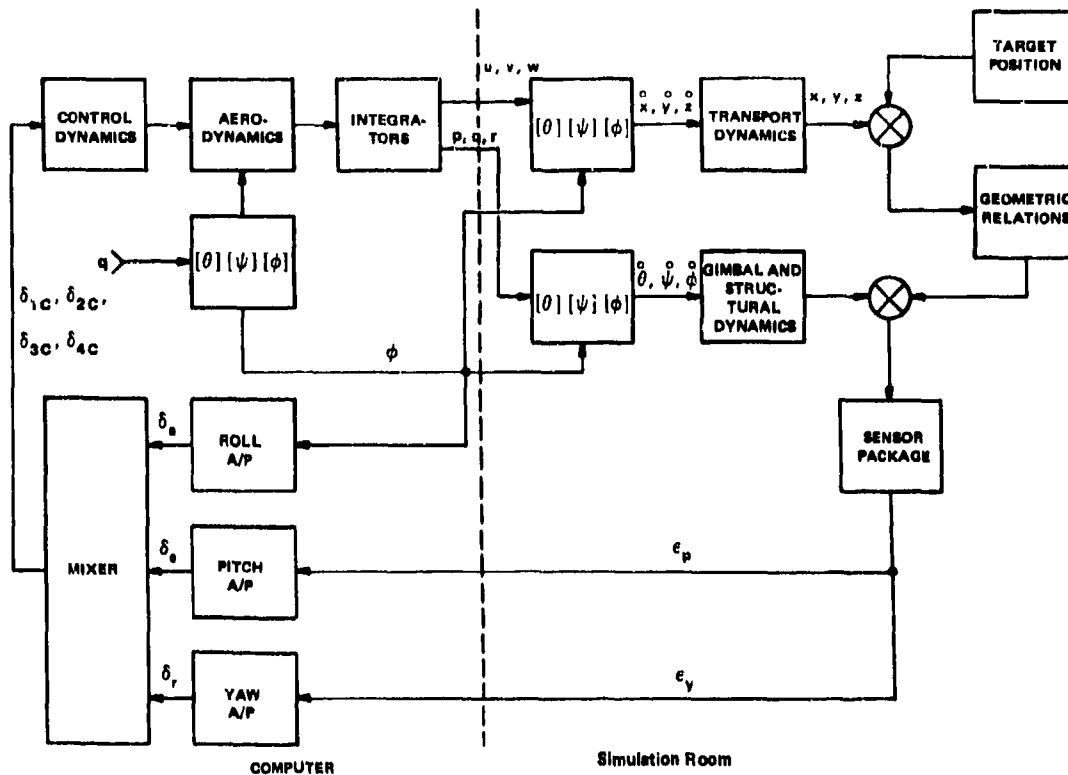 TARGET
POSITION
u, v, w
CONTROL
DYNAMICS
AERO-
DYNAMICS
INTEGRA-
TORS
[θ] [ψ] [φ]
x̊, ẙ, z̊
TRANSPORT
DYNAMICS
x, y, z
p, q, r
GEOMETRIC
RELATIONS
q
[θ] [ψ] [φ]
[θ] [ψ] [φ]
θ̊, ψ̊, φ̊
GIMBAL AND
STRUC-
TURAL
DYNAMICS
δ1C, δ2C,
δ3C, δ4C
φ
δa
ROLL
A/P
SENSOR
PACKAGE
MIXER
δe
PITCH
A/P
εp
δr
YAW
A/P
εy
COMPUTER
Simulation Room